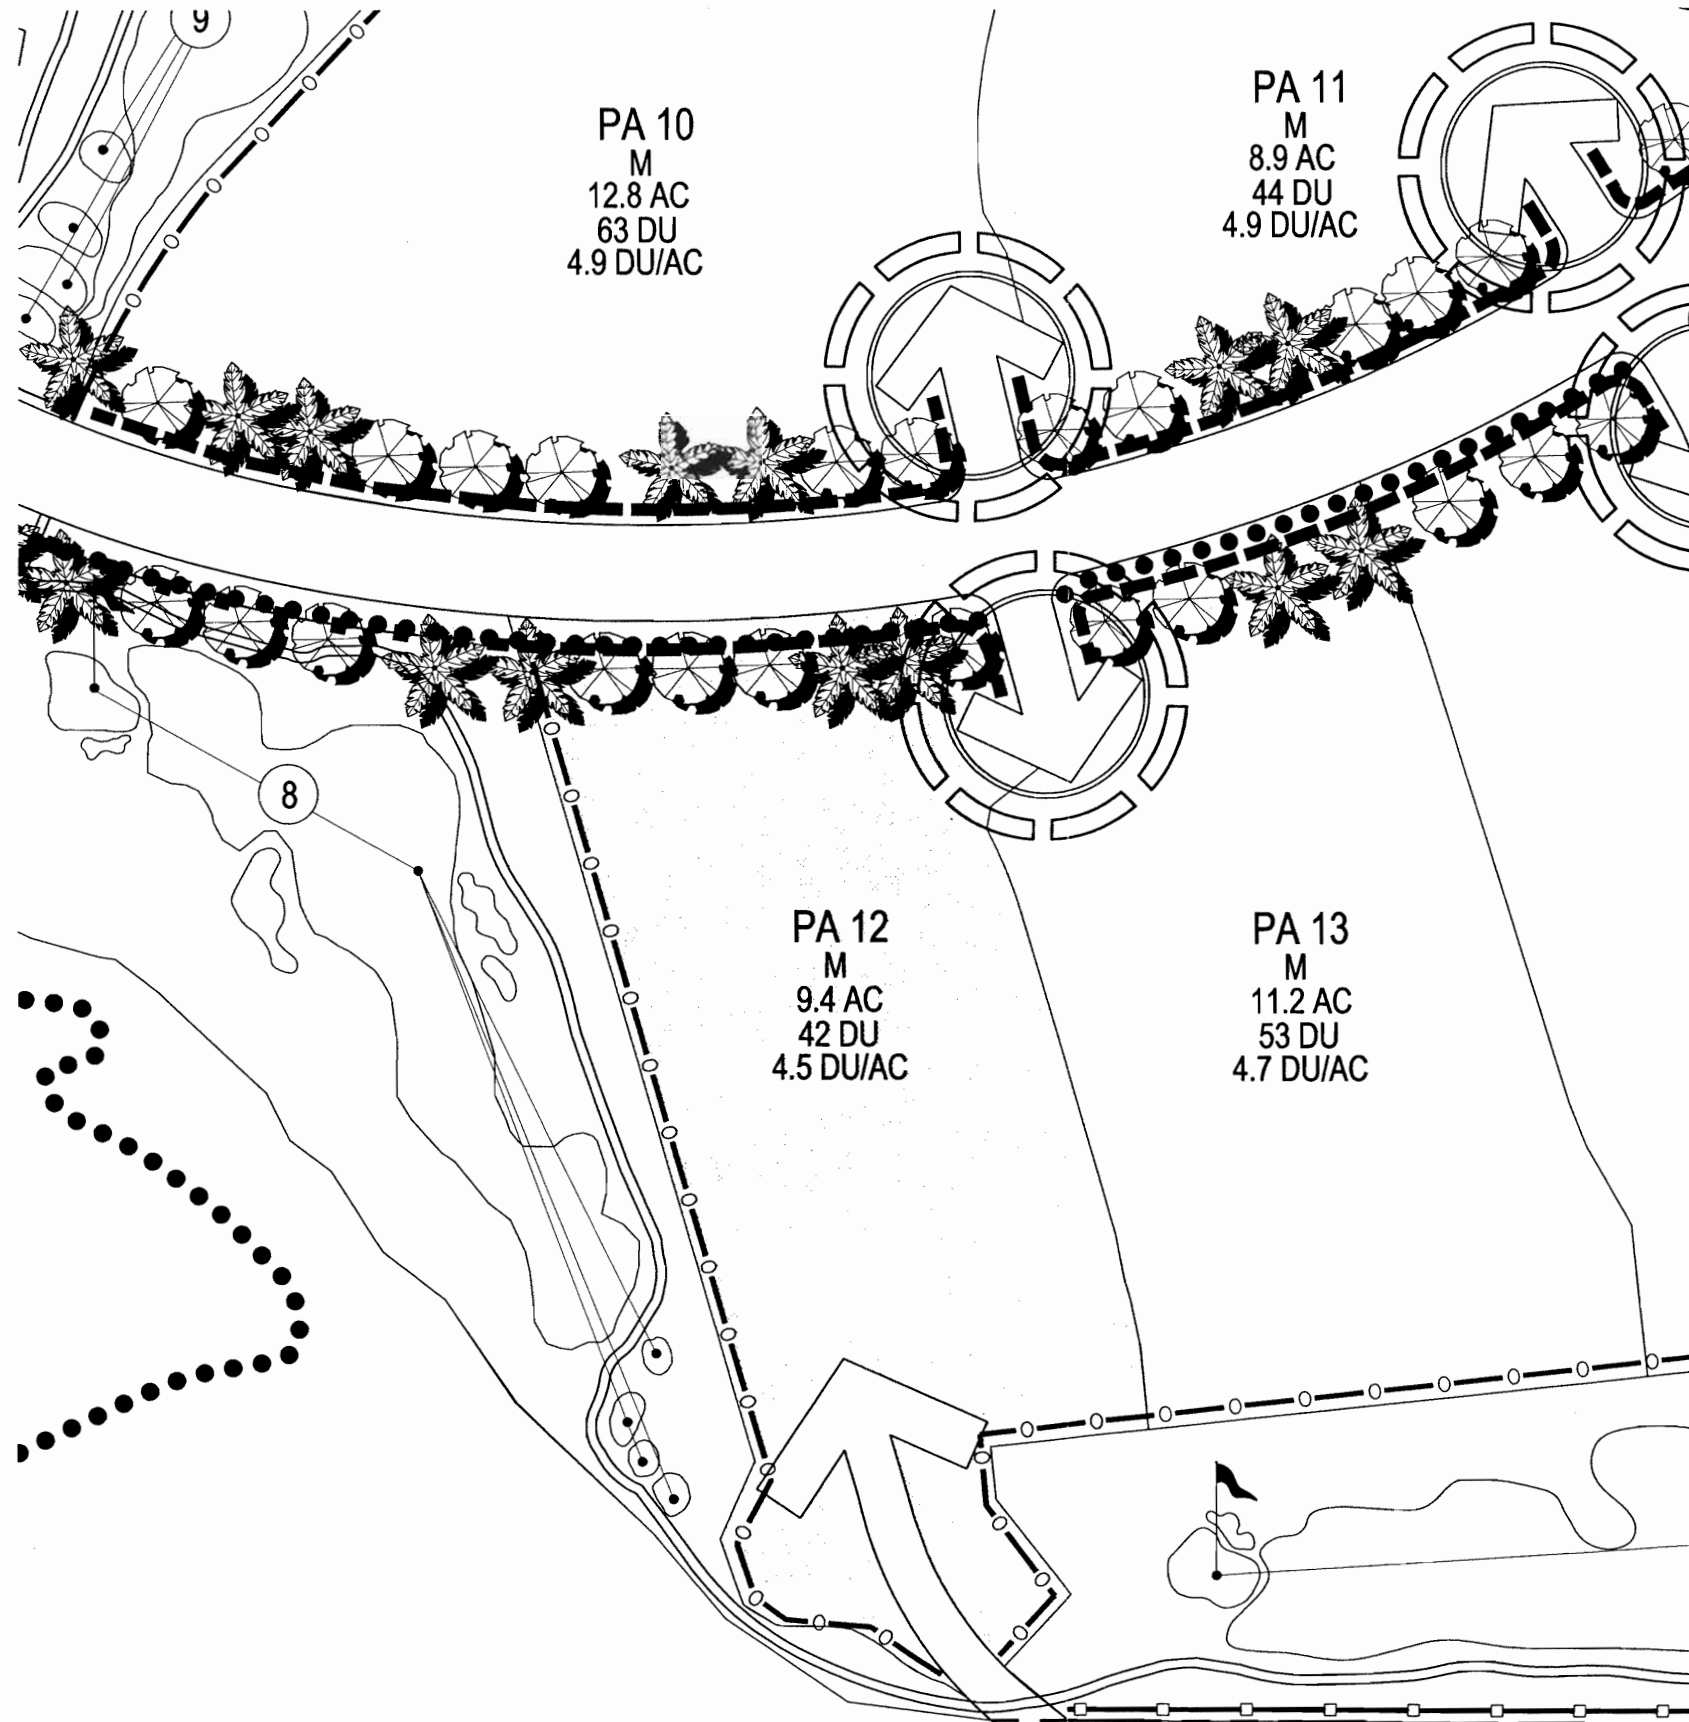 9
PA 10
M
12.8 AC
63 DU
4.9 DU/AC
PA 11
M
8.9 AC
44 DU
4.9 DU/AC
8
PA 12
M
9.4 AC
42 DU
4.5 DU/AC
PA 13
M
11.2 AC
53 DU
4.7 DU/AC